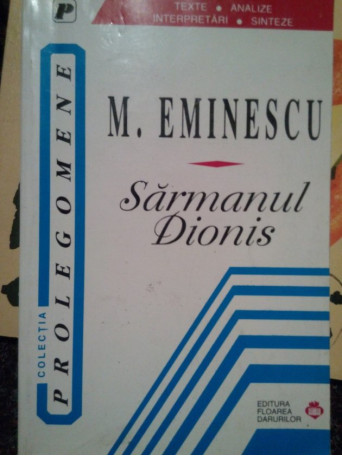 P
TEXTE • ANALIZE
INTERPRETĂRI • SINTEZE
COLECȚIA
PROLEGOMENE
M. EMINESCU
Sărmanul
Dionis
EDITURA
FLOAREA
DARURILOR